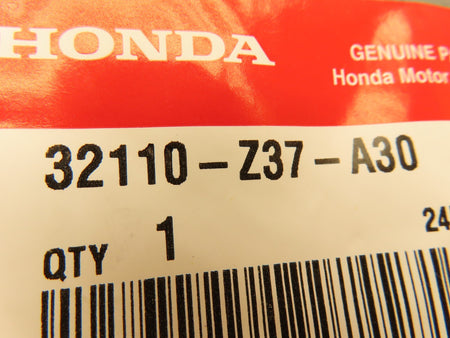 HONDA
GENUINE P
Honda Motor
32110-Z37-A30
QTY 1
24